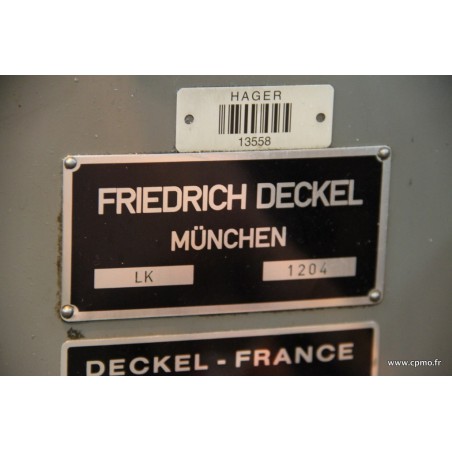 HAGER
13558
FRIEDRICH DECKEL
MÜNCHEN
LK 1204
DECKEL - FRANCE
www.cpmo.fr